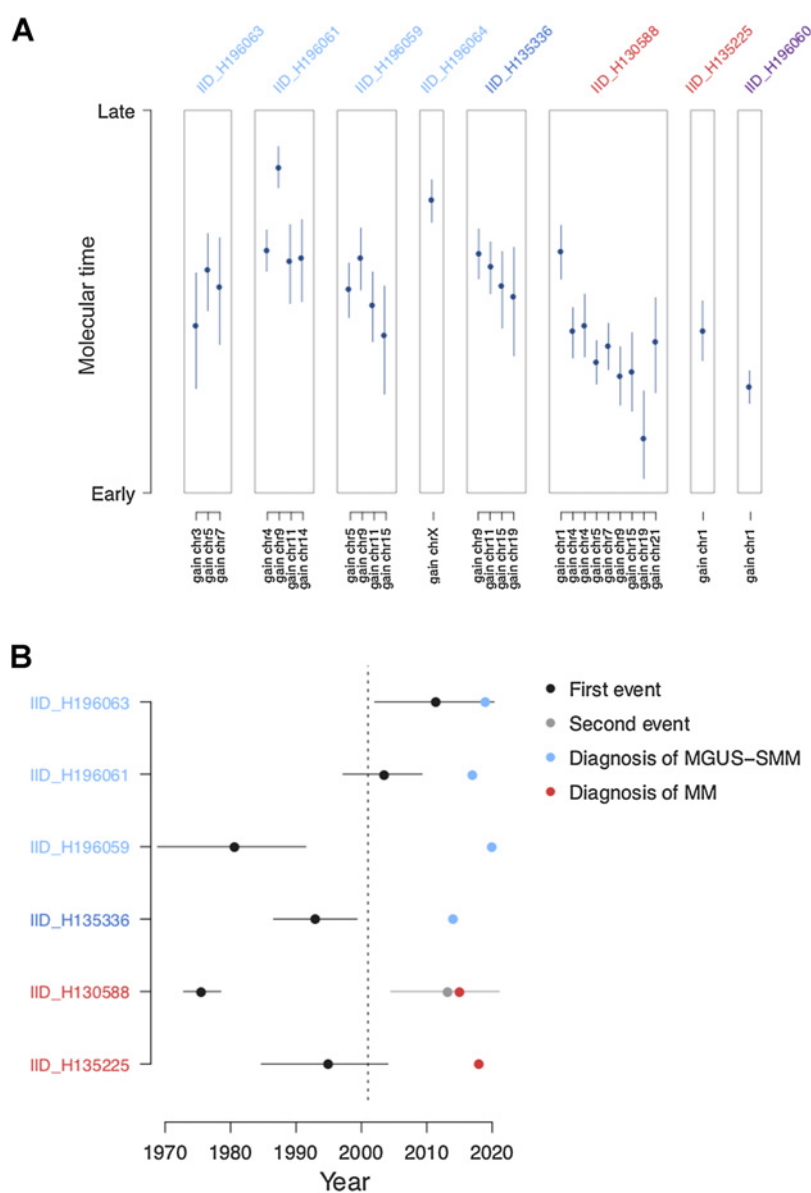 A
IID_H196063
IID_H196061
IID_H196059
IID_H196064
IID_H135336
IID_H130588
IID_H135225
IID_H196060
Late
Molecular time
Early
gain chr3
gain chr5
gain chr7
gain chr4
gain chr9
gain chr11
gain chr14
gain chr5
gain chr9
gain chr11
gain chr15
gain chrX
gain chr9
gain chr11
gain chr15
gain chr19
gain chr1
gain chr4
gain chr4
gain chr5
gain chr7
gain chr9
gain chr15
gain chr19
gain chr21
gain chr1
gain chr1
B
IID_H196063
IID_H196061
IID_H196059
IID_H135336
IID_H130588
IID_H135225
First event
Second event
Diagnosis of MGUS–SMM
Diagnosis of MM
1970 1980 1990 2000 2010 2020
Year